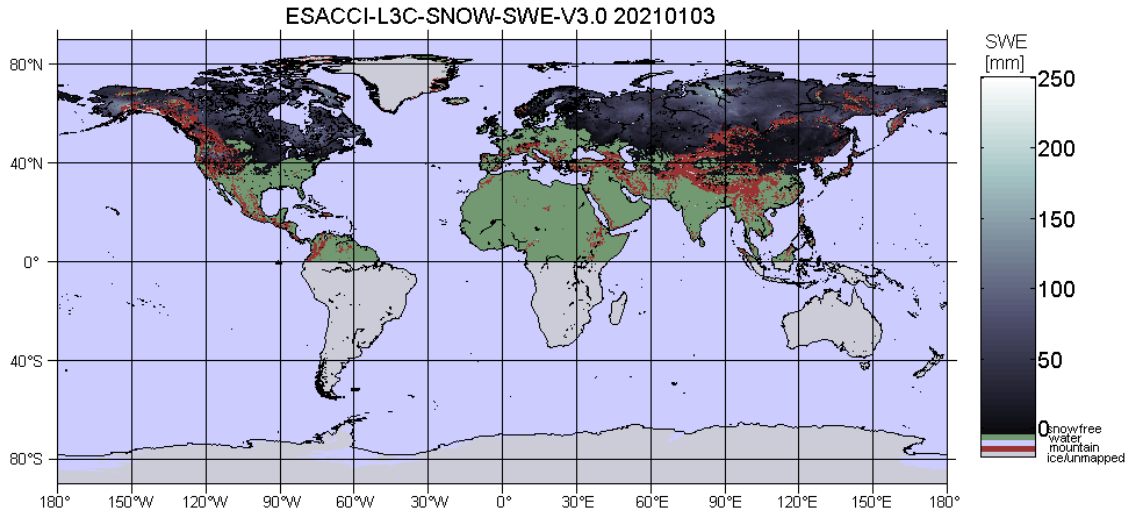 ESACCI-L3C-SNOW-SWE-V3.0 20210103
SWE
[mm]
250
200
150
100
50
0
snowfree
water
mountain
ice/unmapped
80°N
40°N
0°
40°S
80°S
180°
150°W
120°W
90°W
60°W
30°W
0°
30°E
60°E
90°E
120°E
150°E
180°